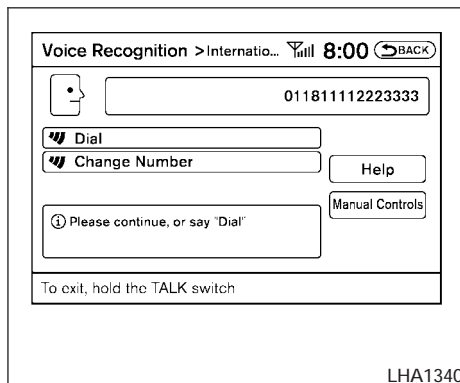 Voice Recognition >Internatio... 8:00 BACK
011811112223333
Dial
Change Number
Help
Manual Controls
Please continue, or say "Dial"
To exit, hold the TALK switch
LHA1340